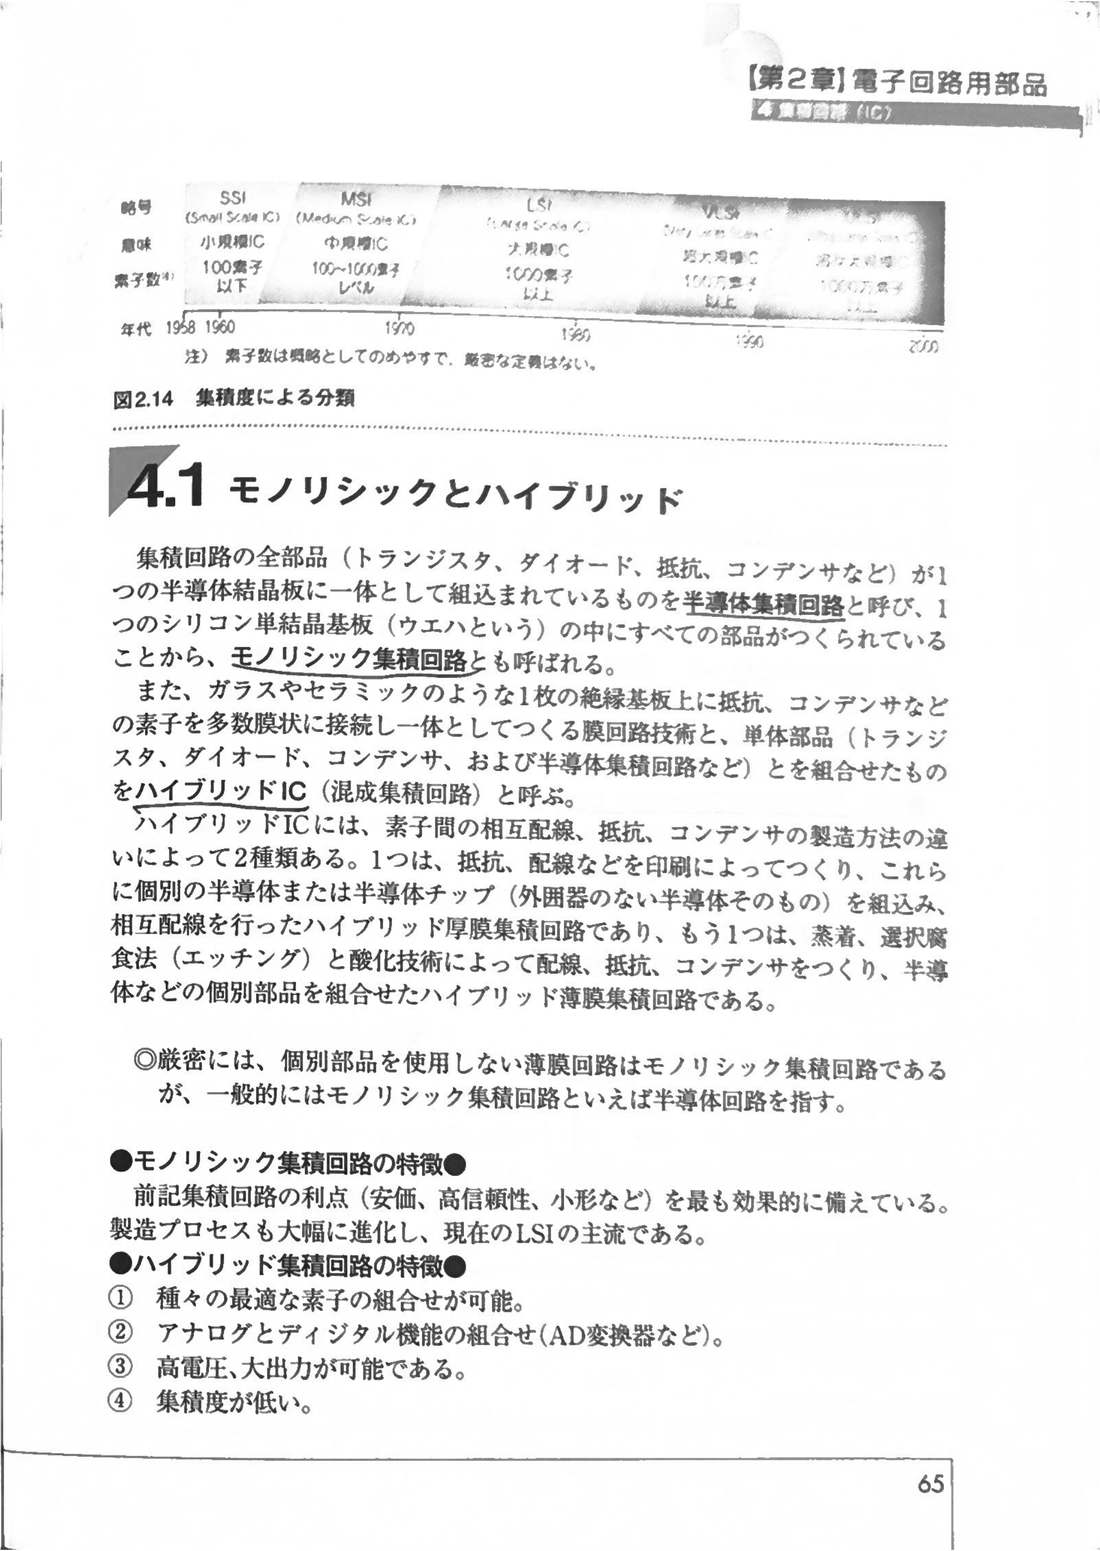 【第2章】電子回路用部品
4 集積回路(IC)
略号 SSI MSI LSI VLSI
(Small Scale IC) (Medium Scale IC) (Large Scale IC) (Very Large Scale IC)
意味 小規模IC 中規模IC 大規模IC 超大規模IC
素子数注) 100素子 100〜1000素子 1000素子 100万素子 1000万素子
以下 レベル 以上 以上 以上
年代 1958 1960 1970 1980 1990 2000
注) 素子数は概略としてのめやすで、厳密な定義はない。
図2.14 集積度による分類
4.1 モノリシックとハイブリッド
集積回路の全部品(トランジスタ、ダイオード、抵抗、コンデンサなど)が1
つの半導体結晶板に一体として組込まれているものを半導体集積回路と呼び、1
つのシリコン単結晶基板(ウエハという)の中にすべての部品がつくられている
ことから、モノリシック集積回路とも呼ばれる。
また、ガラスやセラミックのような1枚の絶縁基板上に抵抗、コンデンサなど
の素子を多数膜状に接続し一体としてつくる膜回路技術と、単体部品(トランジ
スタ、ダイオード、コンデンサ、および半導体集積回路など)とを組合せたもの
をハイブリッドIC(混成集積回路)と呼ぶ。
ハイブリッドICには、素子間の相互配線、抵抗、コンデンサの製造方法の違
いによって2種類ある。1つは、抵抗、配線などを印刷によってつくり、これら
に個別の半導体または半導体チップ(外囲器のない半導体そのもの)を組込み、
相互配線を行ったハイブリッド厚膜集積回路であり、もう1つは、蒸着、選択腐
食法(エッチング)と酸化技術によって配線、抵抗、コンデンサをつくり、半導
体などの個別部品を組合せたハイブリッド薄膜集積回路である。
◎厳密には、個別部品を使用しない薄膜回路はモノリシック集積回路である
が、一般的にはモノリシック集積回路といえば半導体回路を指す。
●モノリシック集積回路の特徴●
前記集積回路の利点(安価、高信頼性、小形など)を最も効果的に備えている。
製造プロセスも大幅に進化し、現在のLSIの主流である。
●ハイブリッド集積回路の特徴●
① 種々の最適な素子の組合せが可能。
② アナログとディジタル機能の組合せ(AD変換器など)。
③ 高電圧、大出力が可能である。
④ 集積度が低い。
65